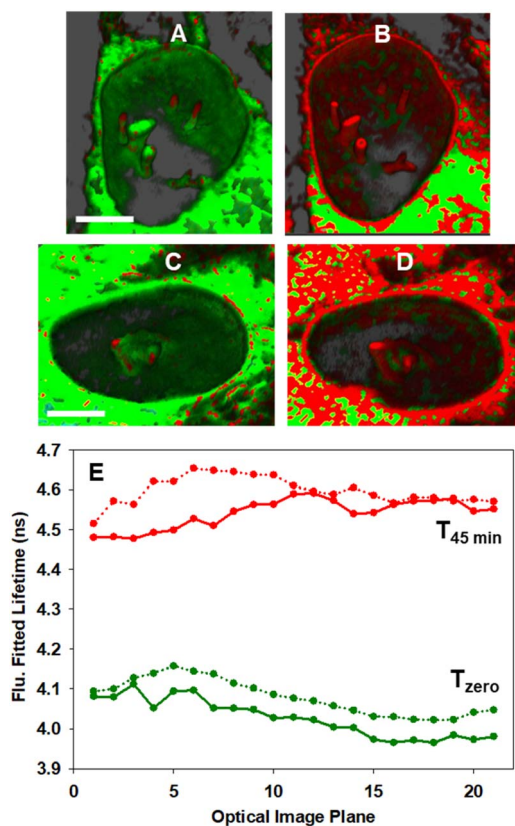 A
B
C
D
E
4.7
4.6
4.5
4.4
4.3
4.2
4.1
4.0
3.9
Flu. Fitted Lifetime (ns)
T45 min
Tzero
0
5
10
15
20
Optical Image Plane